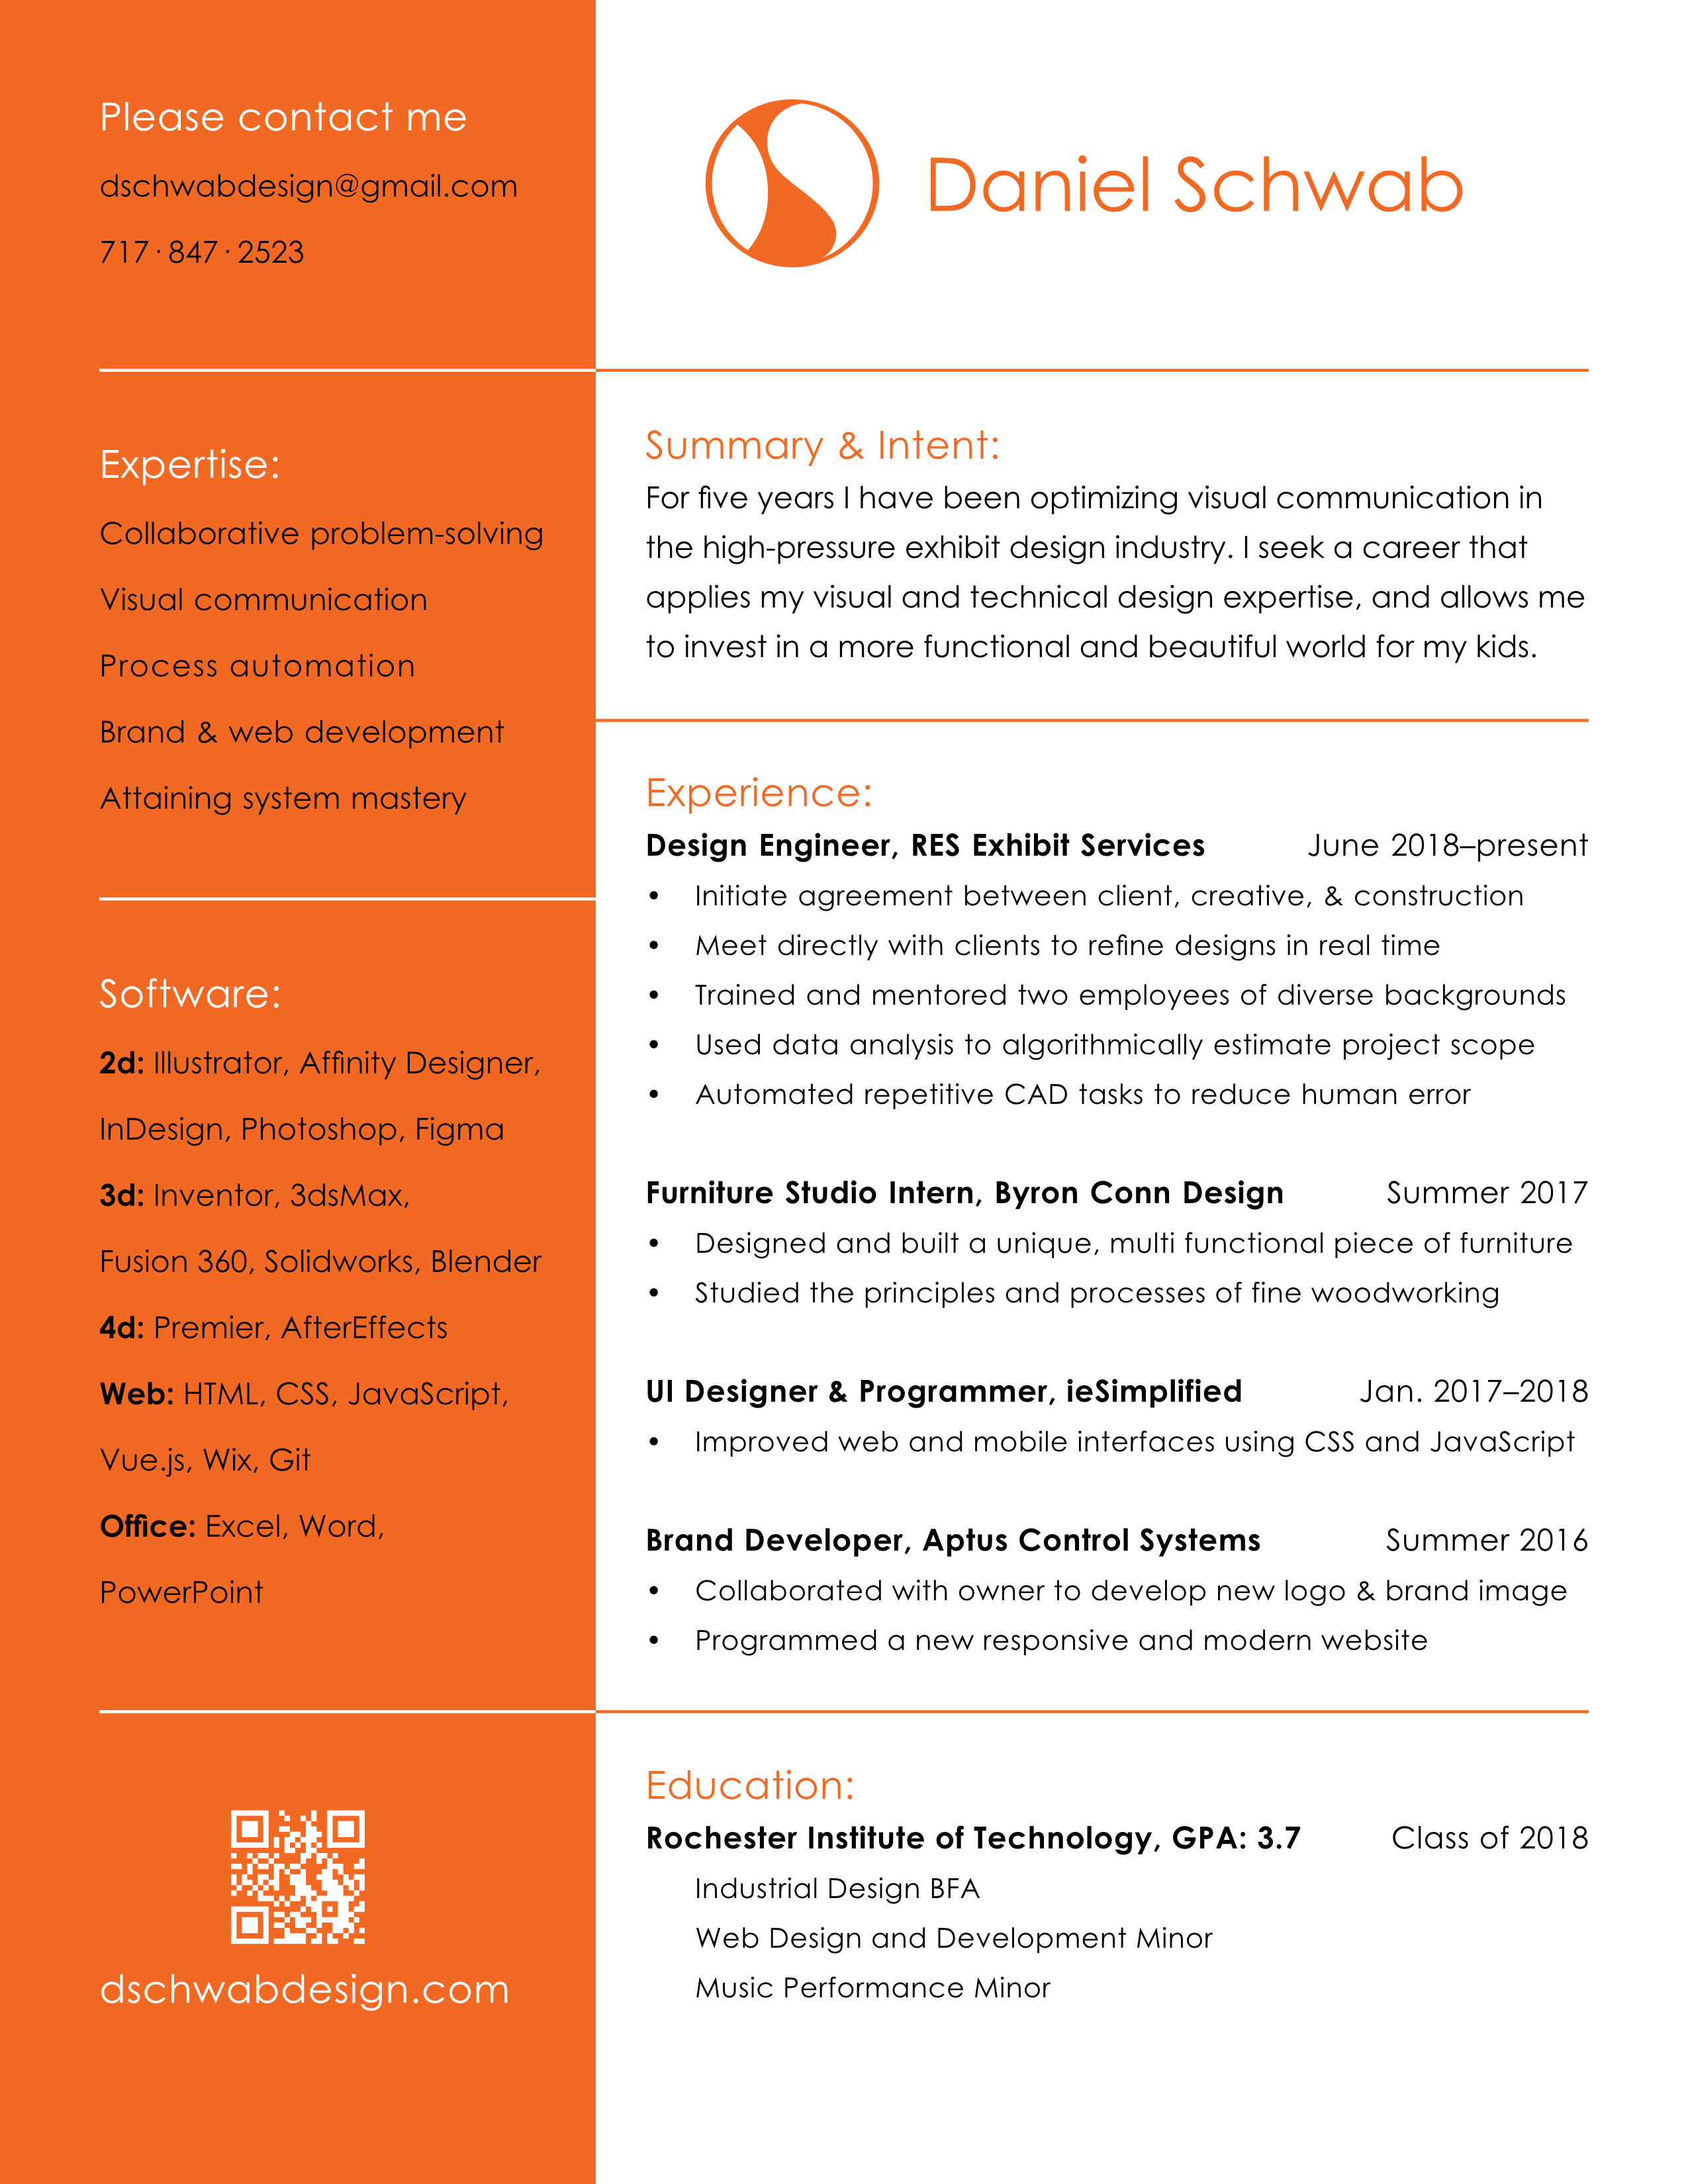 Please contact me
dschwabdesign@gmail.com
717·847·2523
Daniel Schwab
Expertise:
Collaborative problem-solving
Visual communication
Process automation
Brand & web development
Attaining system mastery
Software:
2d: Illustrator, Affinity Designer,
InDesign, Photoshop, Figma
3d: Inventor, 3dsMax,
Fusion 360, Solidworks, Blender
4d: Premier, AfterEffects
Web: HTML, CSS, JavaScript,
Vue.js, Wix, Git
Office: Excel, Word,
PowerPoint
dschwabdesign.com
Summary & Intent:
For five years I have been optimizing visual communication in
the high-pressure exhibit design industry. I seek a career that
applies my visual and technical design expertise, and allows me
to invest in a more functional and beautiful world for my kids.
Experience:
Design Engineer, RES Exhibit Services June 2018–present
• Initiate agreement between client, creative, & construction
• Meet directly with clients to refine designs in real time
• Trained and mentored two employees of diverse backgrounds
• Used data analysis to algorithmically estimate project scope
• Automated repetitive CAD tasks to reduce human error
Furniture Studio Intern, Byron Conn Design Summer 2017
• Designed and built a unique, multi functional piece of furniture
• Studied the principles and processes of fine woodworking
UI Designer & Programmer, ieSimplified Jan. 2017–2018
• Improved web and mobile interfaces using CSS and JavaScript
Brand Developer, Aptus Control Systems Summer 2016
• Collaborated with owner to develop new logo & brand image
• Programmed a new responsive and modern website
Education:
Rochester Institute of Technology, GPA: 3.7 Class of 2018
Industrial Design BFA
Web Design and Development Minor
Music Performance Minor